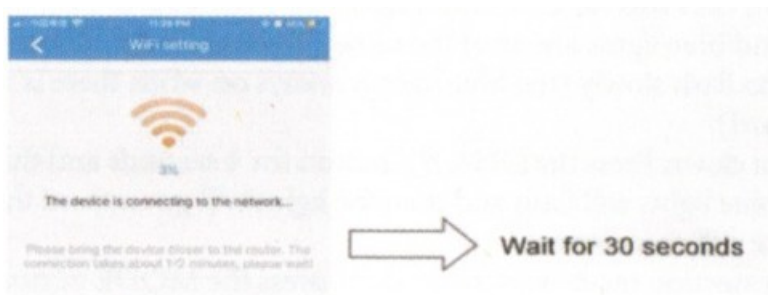 WiFi setting
3%
The device is connecting to the network...
Please bring the device closer to the router. The
connection takes about 1-2 minutes, please wait!
Wait for 30 seconds